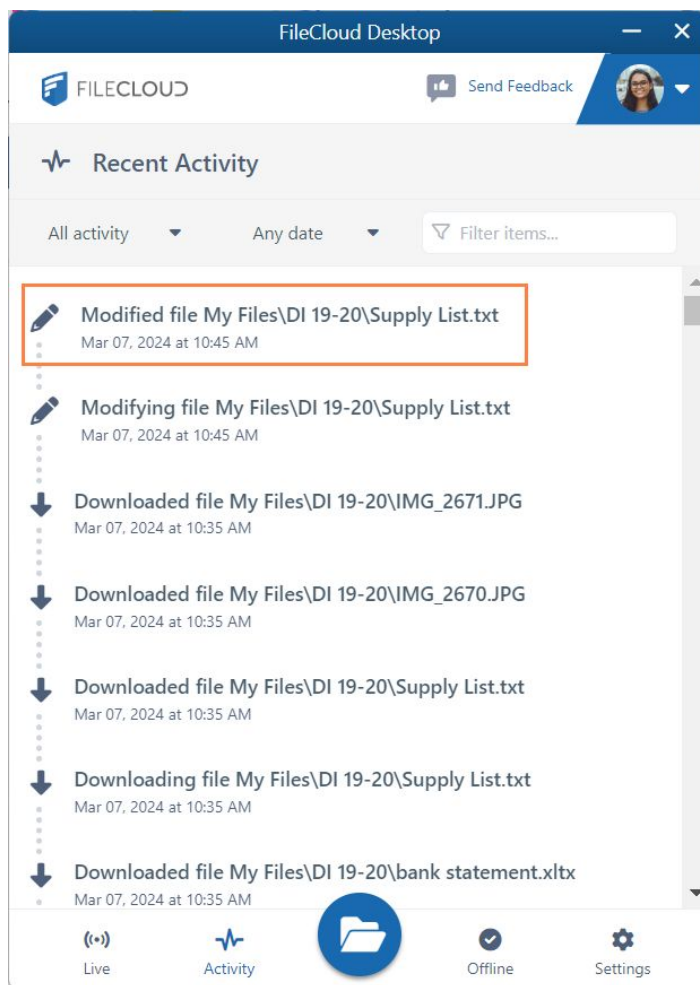 FileCloud Desktop
FILECLOUD
Send Feedback
Recent Activity
All activity
Any date
Filter items...
Modified file My Files\DI 19-20\Supply List.txt
Mar 07, 2024 at 10:45 AM
Modifying file My Files\DI 19-20\Supply List.txt
Mar 07, 2024 at 10:45 AM
Downloaded file My Files\DI 19-20\IMG_2671.JPG
Mar 07, 2024 at 10:35 AM
Downloaded file My Files\DI 19-20\IMG_2670.JPG
Mar 07, 2024 at 10:35 AM
Downloaded file My Files\DI 19-20\Supply List.txt
Mar 07, 2024 at 10:35 AM
Downloading file My Files\DI 19-20\Supply List.txt
Mar 07, 2024 at 10:35 AM
Downloaded file My Files\DI 19-20\bank statement.xltx
Mar 07, 2024 at 10:35 AM
Live
Activity
Offline
Settings